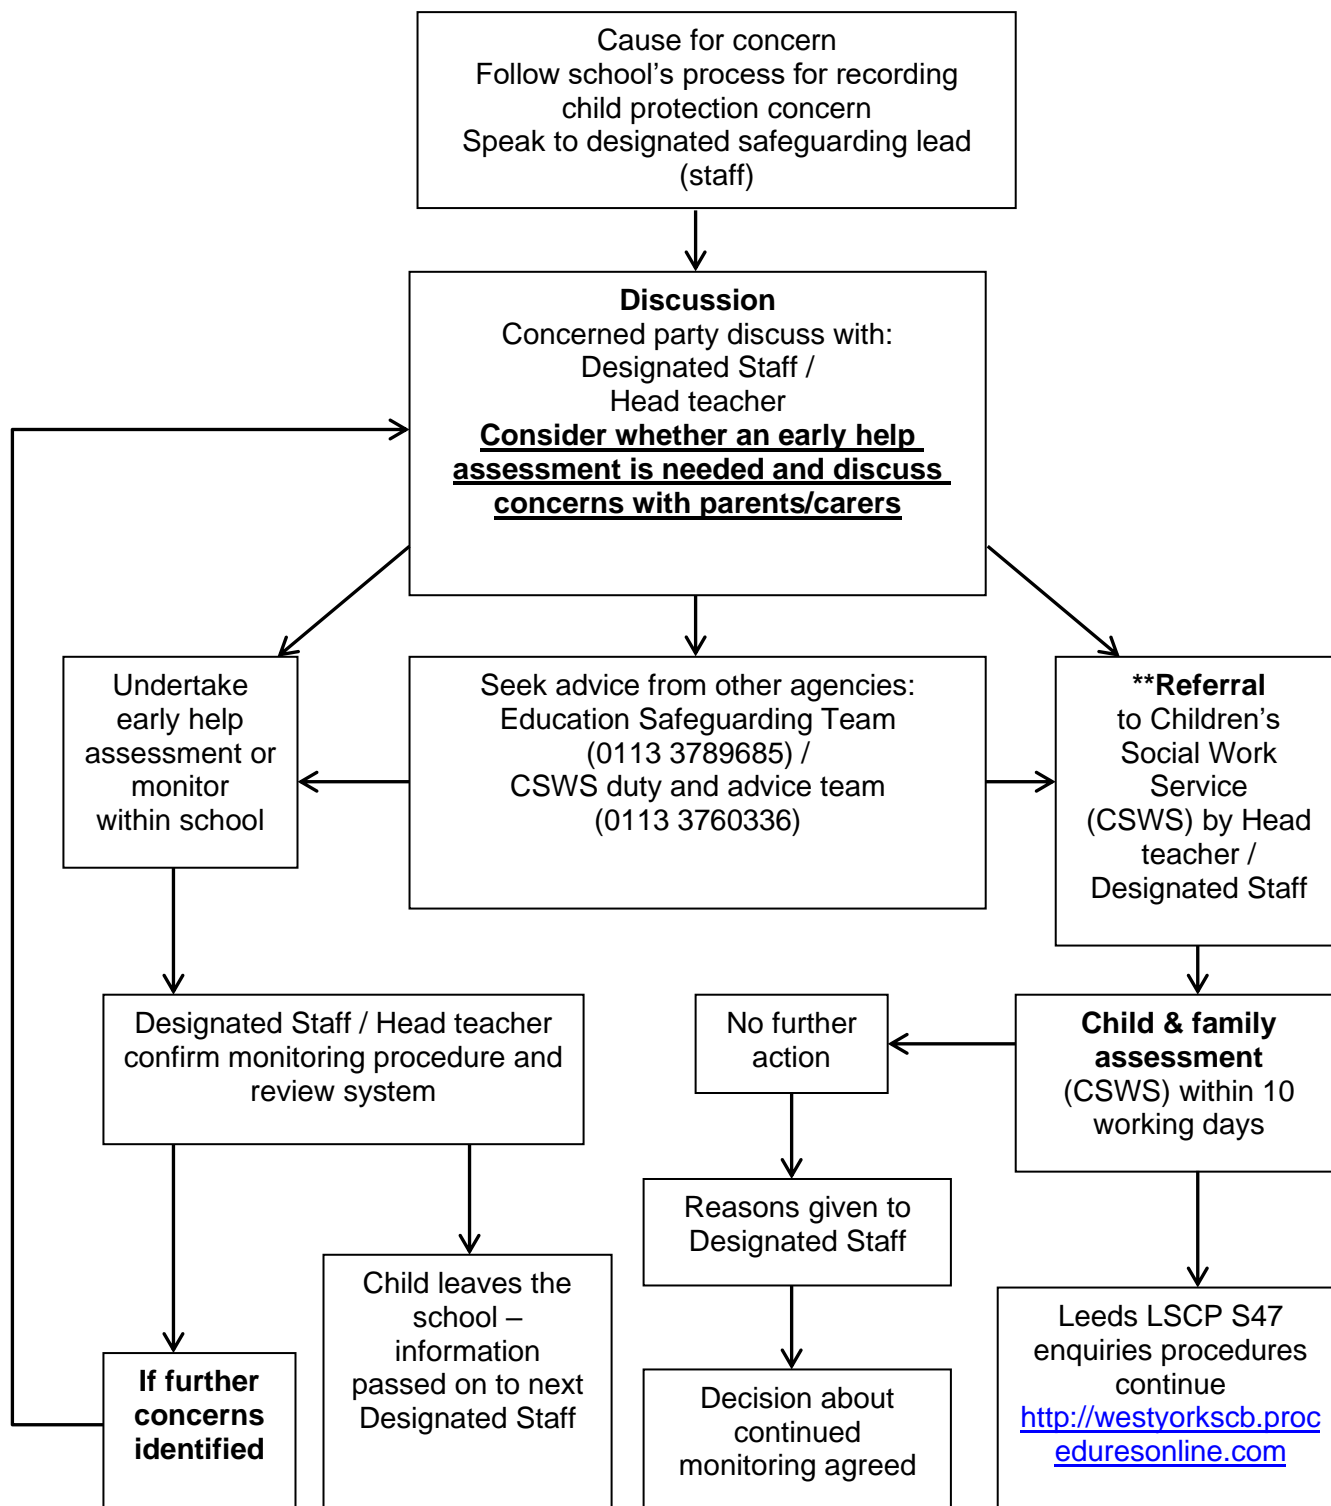 Cause for concern
Follow school's process for recording
child protection concern
Speak to designated safeguarding lead
(staff)
Discussion
Concerned party discuss with:
Designated Staff /
Head teacher
Consider whether an early help
assessment is needed and discuss
concerns with parents/carers
Undertake
early help
assessment or
monitor
within school
Seek advice from other agencies:
Education Safeguarding Team
(0113 3789685) /
CSWS duty and advice team
(0113 3760336)
**Referral
to Children's
Social Work
Service
(CSWS) by Head
teacher /
Designated Staff
Designated Staff / Head teacher
confirm monitoring procedure and
review system
No further
action
Child & family
assessment
(CSWS) within 10
working days
Reasons given to
Designated Staff
Child leaves the
school –
information
passed on to next
Designated Staff
If further
concerns
identified
Decision about
continued
monitoring agreed
Leeds LSCP S47
enquiries procedures
continue
http://westyorkscb.proc
eduresonline.com